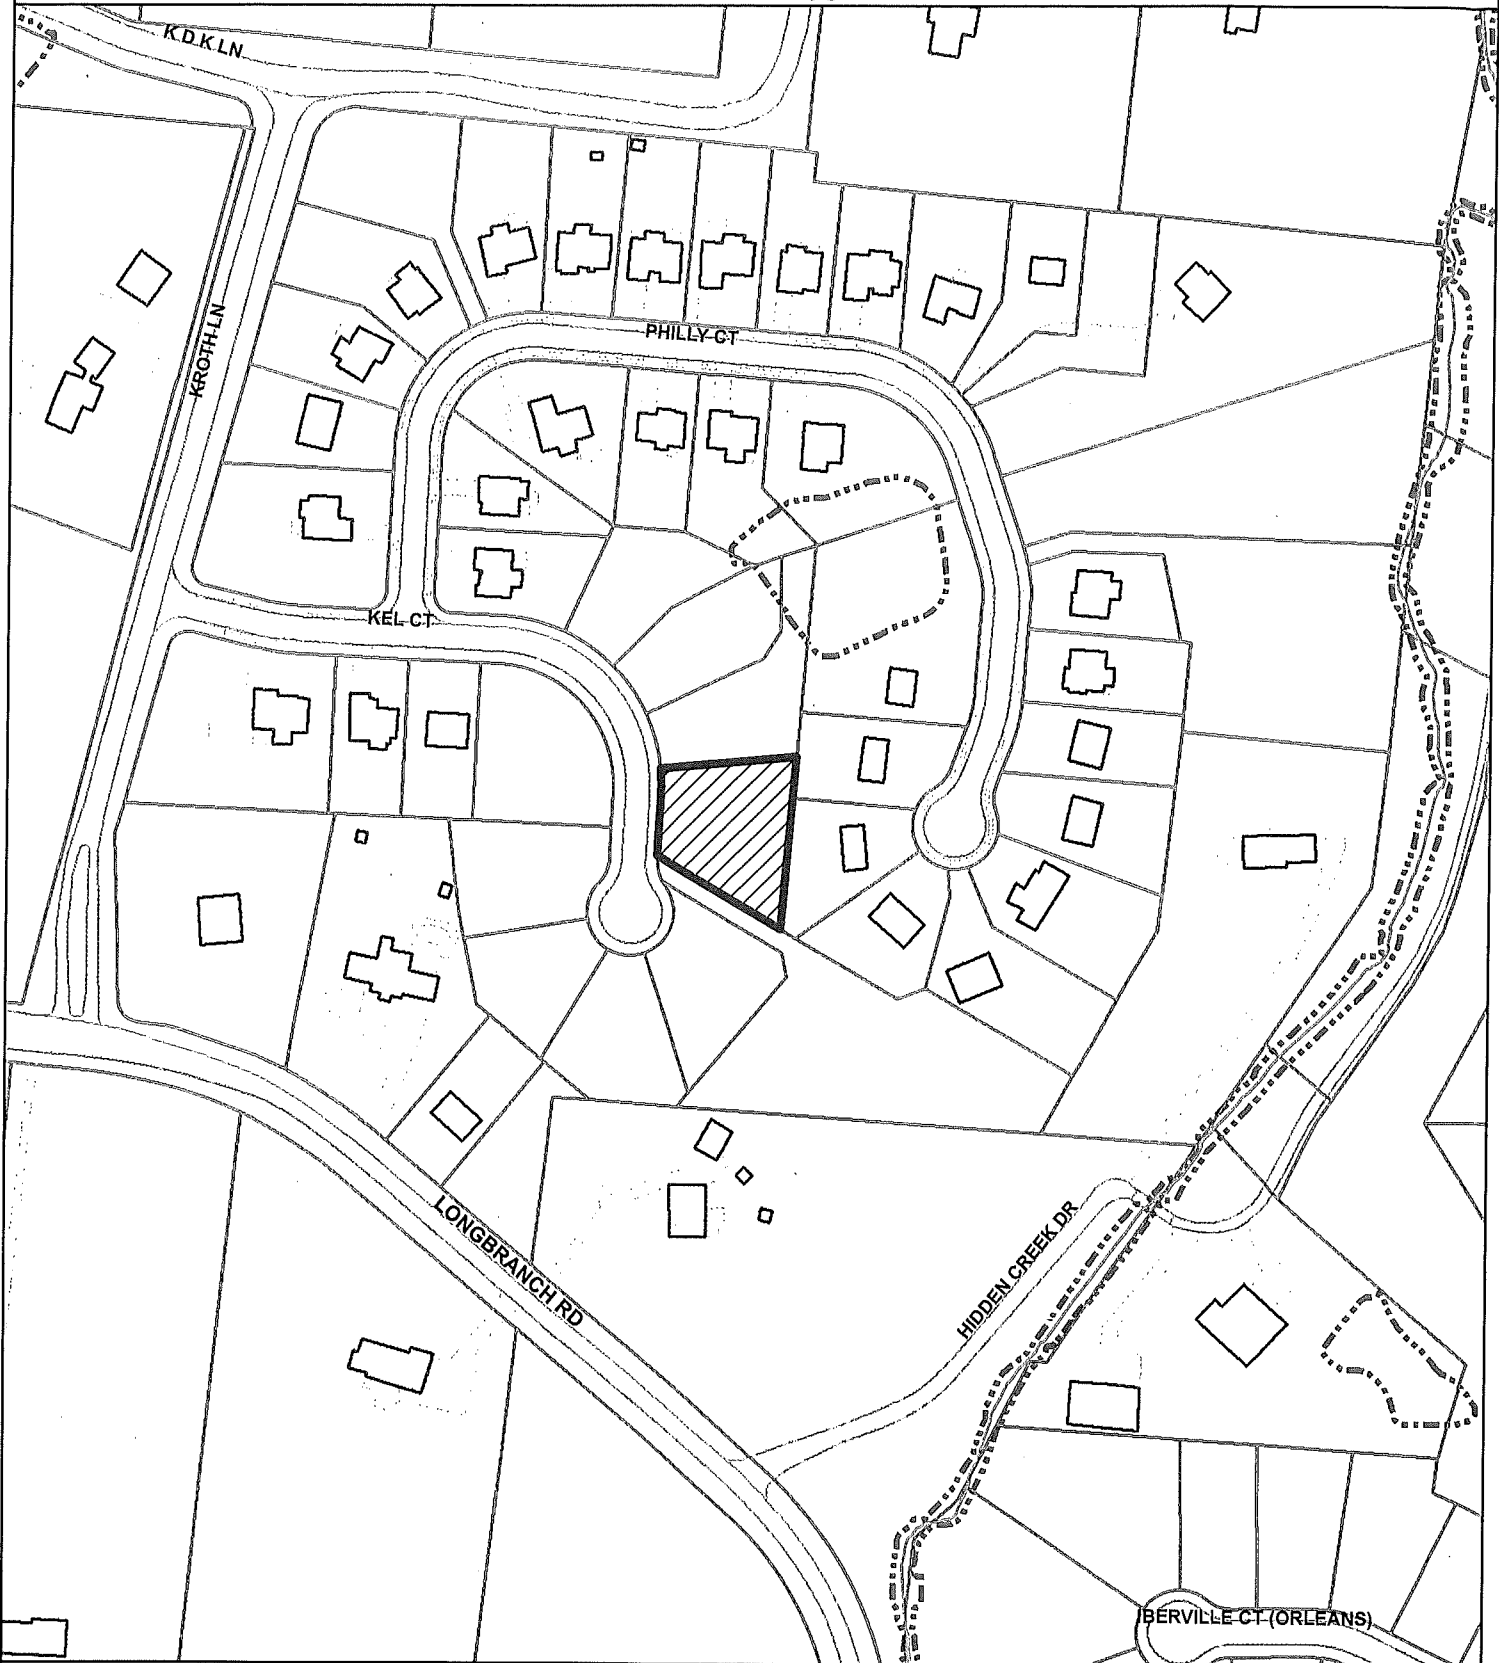 K D K LN
KROTH LN
PHILLY CT
KEL CT
LONGBRANCH RD
HIDDEN CREEK DR
IBERVILLE CT (ORLEANS)